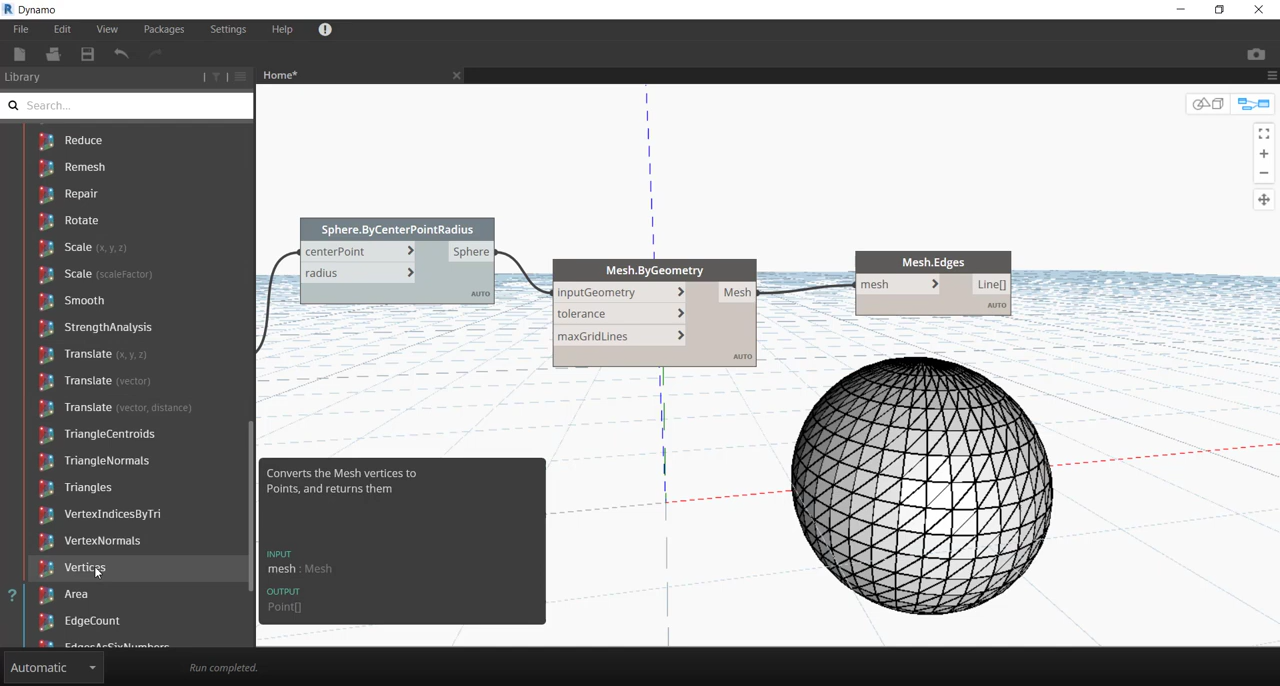 Dynamo
File Edit View Packages Settings Help
Library
Home*
Search...
Reduce
Remesh
Repair
Rotate
Scale (x, y, z)
Scale (scaleFactor)
Smooth
StrengthAnalysis
Translate (x, y, z)
Translate (vector)
Translate (vector, distance)
TriangleCentroids
TriangleNormals
Triangles
VertexIndicesByTri
VertexNormals
Vertices
Area
EdgeCount
EdgesAsSixNumbers
Sphere.ByCenterPointRadius
centerPoint > Sphere
radius >
AUTO
Mesh.ByGeometry
inputGeometry > Mesh
tolerance >
maxGridLines >
AUTO
Mesh.Edges
mesh > Line[]
AUTO
Converts the Mesh vertices to
Points, and returns them
INPUT
mesh : Mesh
OUTPUT
Point[]
Automatic
Run completed.